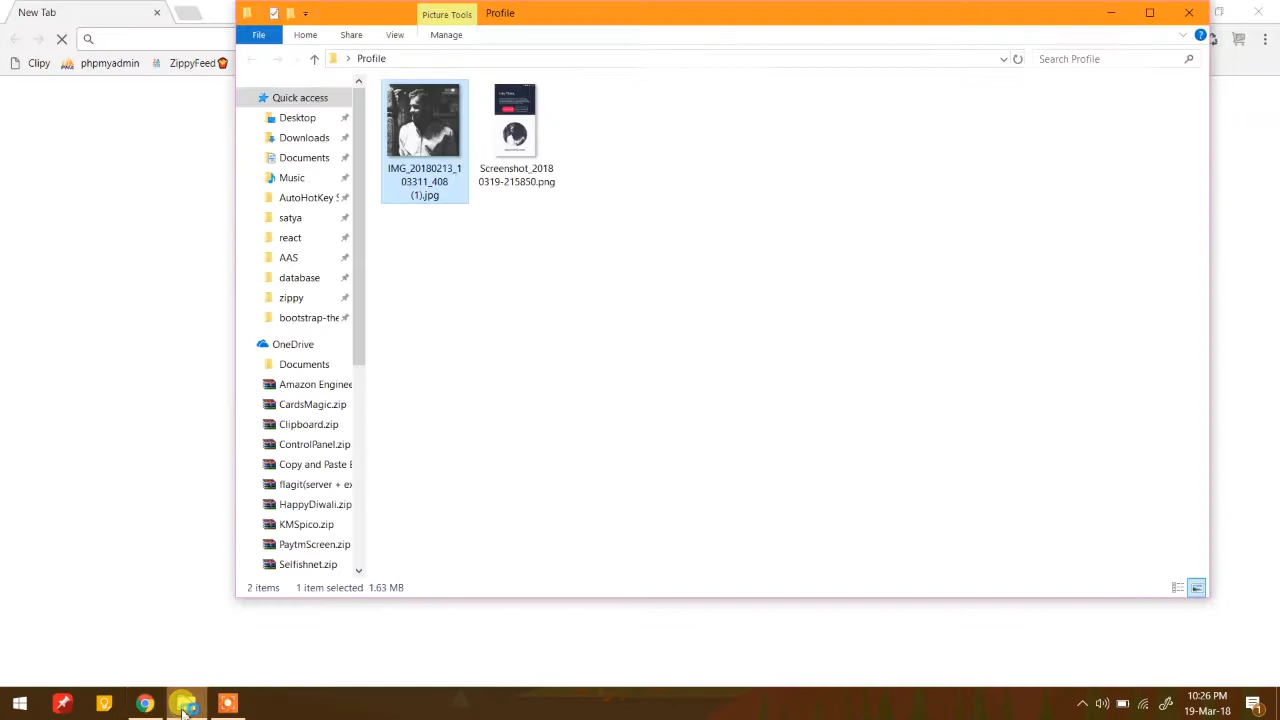 New Tab
Picture Tools
Profile
File
Home
Share
View
Manage
?
Clipy
phpmyadmin
ZippyFeed
Profile
Search Profile
Quick access
Desktop
Downloads
Documents
Music
AutoHotKey S
satya
react
AAS
database
zippy
bootstrap-the
OneDrive
Documents
Amazon Enginee
CardsMagic.zip
Clipboard.zip
ControlPanel.zip
Copy and Paste E
flagit(server + ex
HappyDiwali.zip
KMSpico.zip
PaytmScreen.zip
Selfishnet.zip
IMG_20180213_1
03311_408
(1).jpg
Screenshot_2018
0319-215850.png
2 items
1 item selected
1.63 MB
10:26 PM
19-Mar-18
1